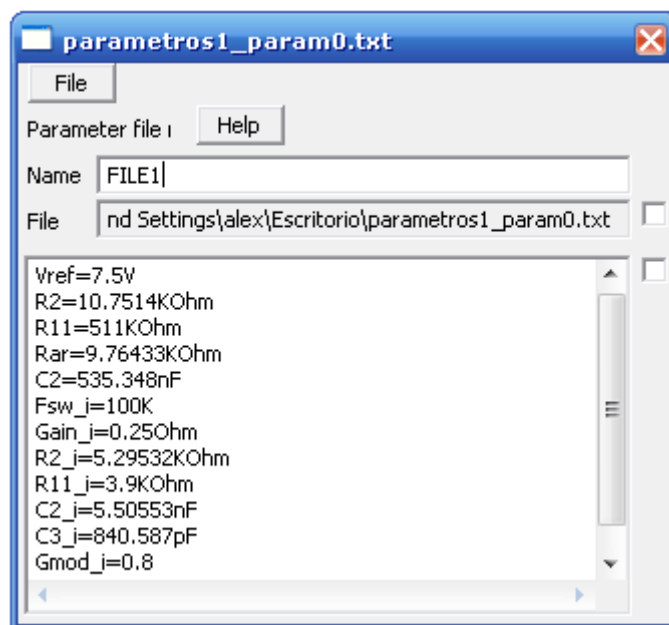 parametros1_param0.txt
File
Parameter file
Help
Name FILE1
File nd Settings\alex\Escritorio\parametros1_param0.txt
Vref=7.5V
R2=10.7514KOhm
R11=511KOhm
Rar=9.76433KOhm
C2=535.348nF
Fsw_i=100K
Gain_i=0.25Ohm
R2_i=5.29532KOhm
R11_i=3.9KOhm
C2_i=5.50553nF
C3_i=840.587pF
Gmod_i=0.8